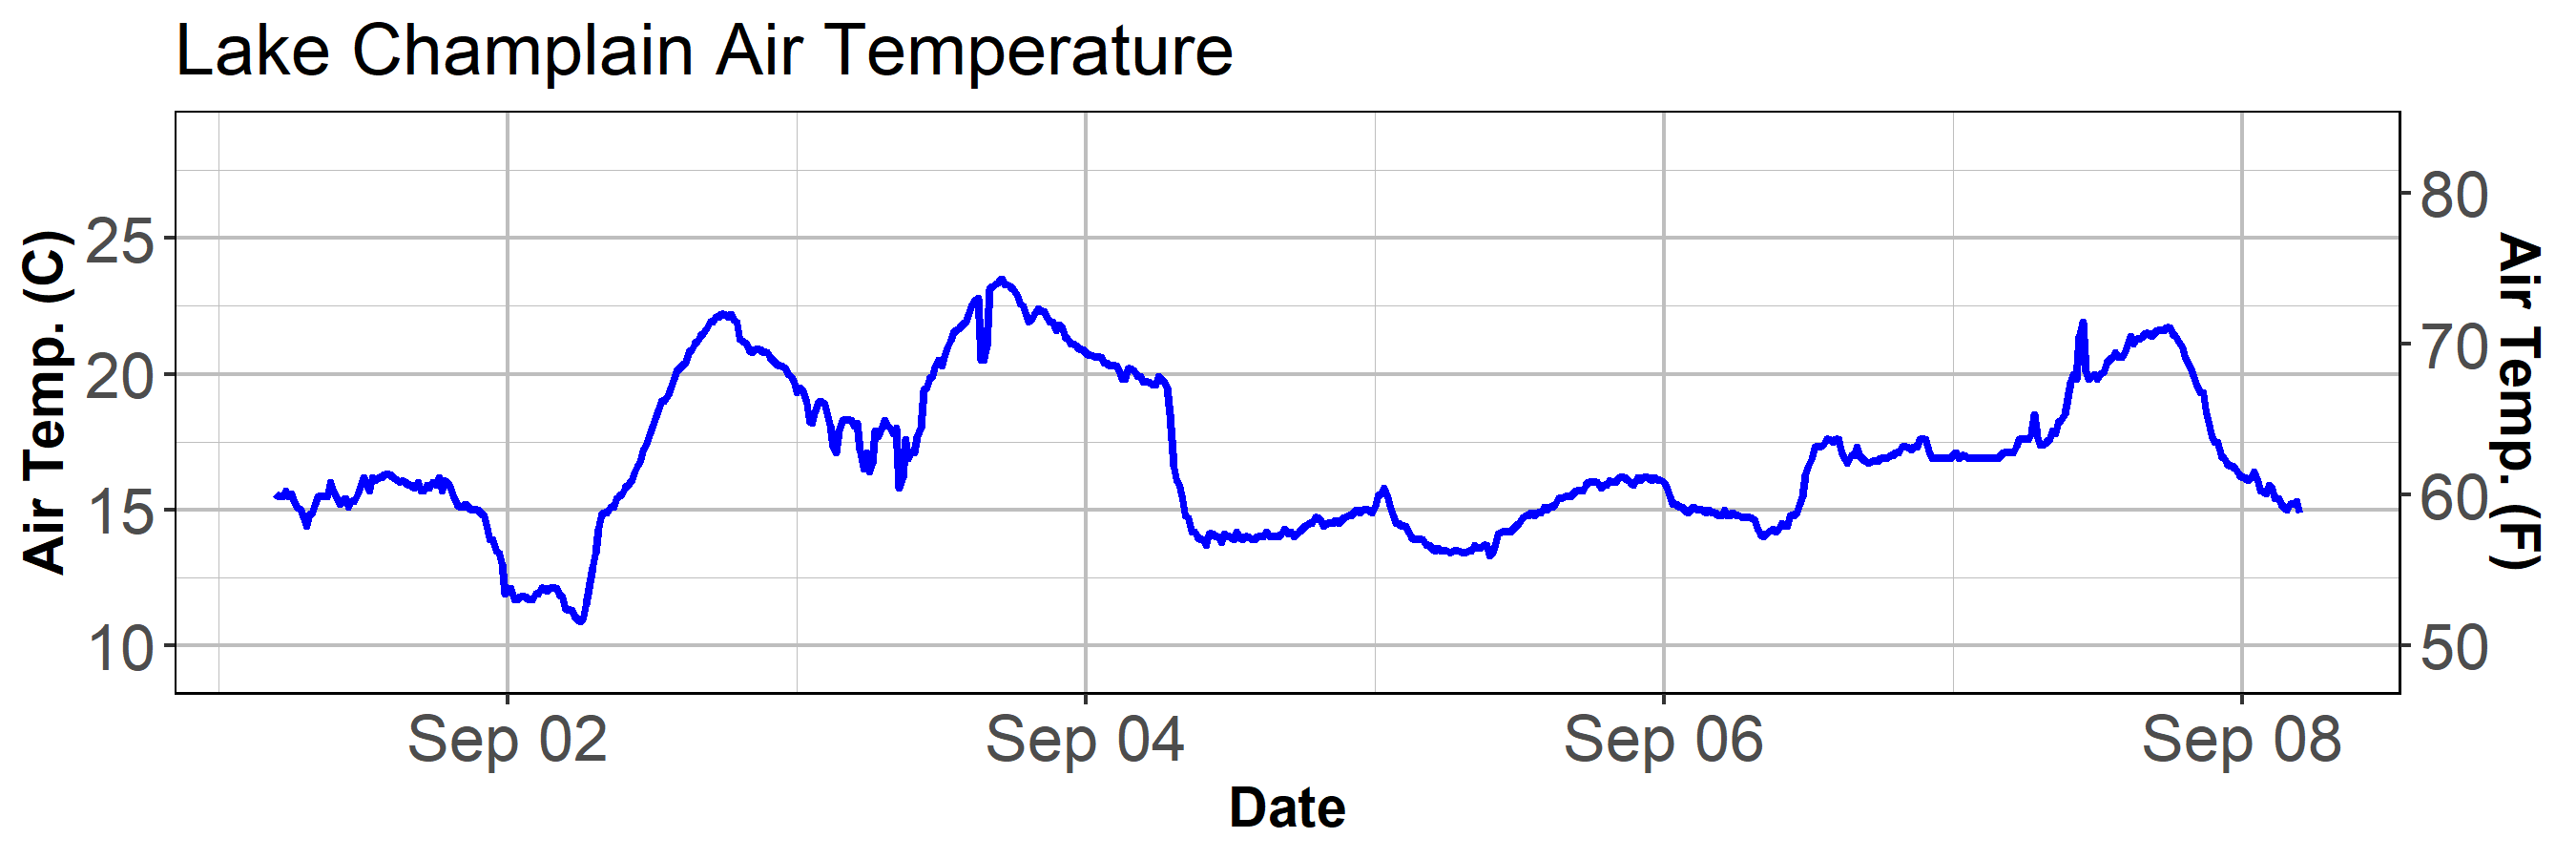 Lake Champlain Air Temperature
Air Temp. (C)
25
20
15
10
80
70
60
50
Air Temp. (F)
Sep 02 Sep 04 Sep 06 Sep 08
Date